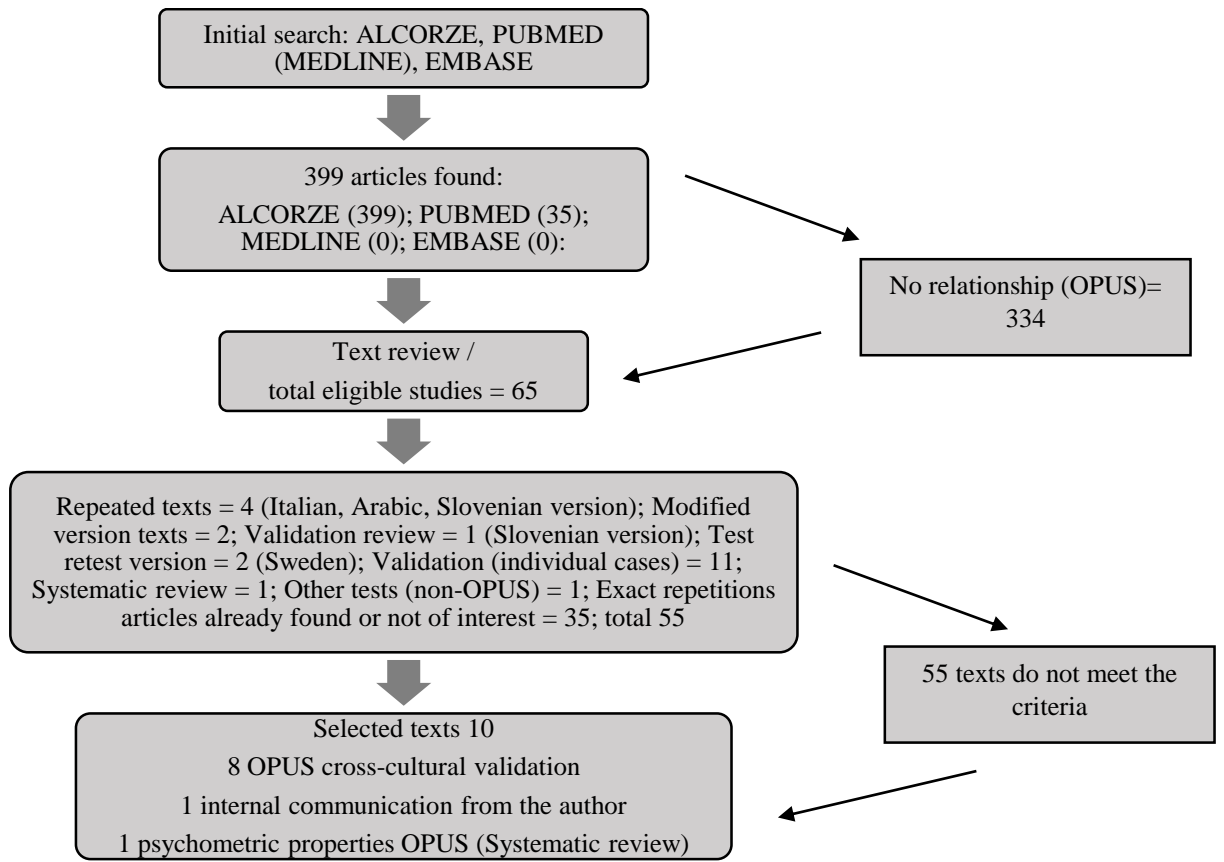 Initial search: ALCORZE, PUBMED
(MEDLINE), EMBASE
399 articles found:
ALCORZE (399); PUBMED (35);
MEDLINE (0); EMBASE (0):
No relationship (OPUS)=
334
Text review /
total eligible studies = 65
Repeated texts = 4 (Italian, Arabic, Slovenian version); Modified
version texts = 2; Validation review = 1 (Slovenian version); Test
retest version = 2 (Sweden); Validation (individual cases) = 11;
Systematic review = 1; Other tests (non-OPUS) = 1; Exact repetitions
articles already found or not of interest = 35; total 55
55 texts do not meet the
criteria
Selected texts 10
8 OPUS cross-cultural validation
1 internal communication from the author
1 psychometric properties OPUS (Systematic review)